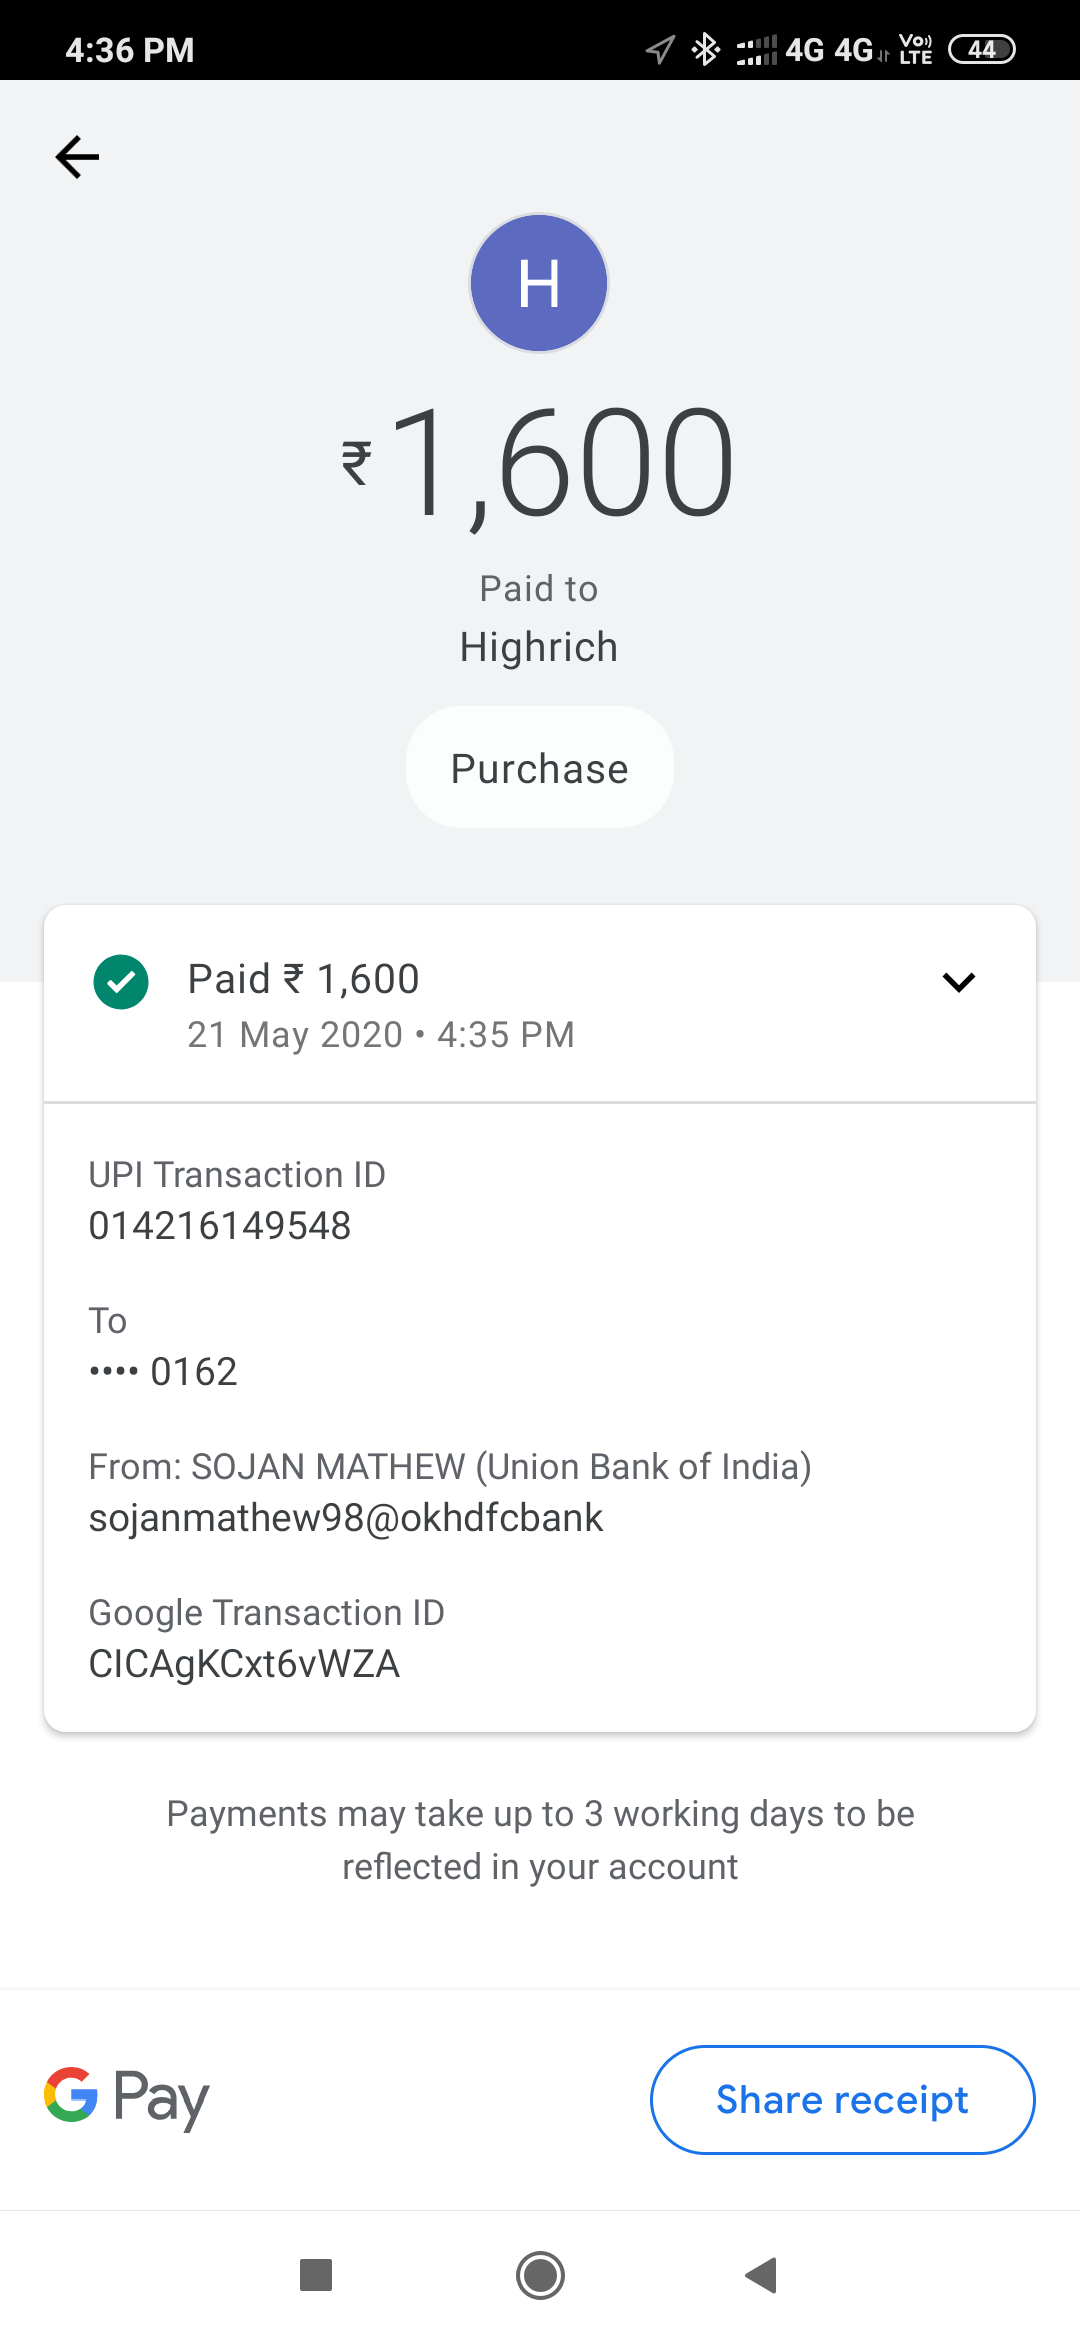 4:36 PM 4G 4G Vo)) LTE 44
H
₹1,600
Paid to
Highrich
Purchase
Paid ₹ 1,600
21 May 2020 • 4:35 PM
UPI Transaction ID
014216149548
To
•••• 0162
From: SOJAN MATHEW (Union Bank of India)
sojanmathew98@okhdfcbank
Google Transaction ID
CICAgKCxt6vWZA
Payments may take up to 3 working days to be
reflected in your account
G Pay
Share receipt